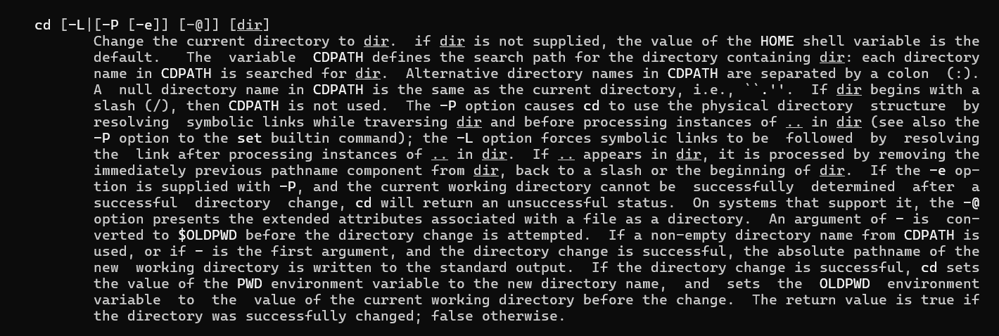 cd [-L|[-P [-e]] [-@]] [dir]
Change the current directory to dir.  if dir is not supplied, the value of the HOME shell variable is the
default.   The  variable  CDPATH defines the search path for the directory containing dir: each directory
name in CDPATH is searched for dir.  Alternative directory names in CDPATH are separated by a colon  (:).
A  null directory name in CDPATH is the same as the current directory, i.e., ``.''.  If dir begins with a
slash (/), then CDPATH is not used.  The -P option causes cd to use the physical directory  structure  by
resolving  symbolic links while traversing dir and before processing instances of .. in dir (see also the
-P option to the set builtin command); the -L option forces symbolic links to be  followed  by  resolving
the  link after processing instances of .. in dir.  If .. appears in dir, it is processed by removing the
immediately previous pathname component from dir, back to a slash or the beginning of dir.  If the -e op-
tion is supplied with -P, and the current working directory cannot be  successfully  determined  after  a
successful  directory  change, cd will return an unsuccessful status.  On systems that support it, the -@
option presents the extended attributes associated with a file as a directory.  An argument of - is  con-
verted to $OLDPWD before the directory change is attempted.  If a non-empty directory name from CDPATH is
used, or if - is the first argument, and the directory change is successful, the absolute pathname of the
new  working directory is written to the standard output.  If the directory change is successful, cd sets
the value of the PWD environment variable to the new directory name,  and  sets  the  OLDPWD  environment
variable  to  the  value of the current working directory before the change.  The return value is true if
the directory was successfully changed; false otherwise.